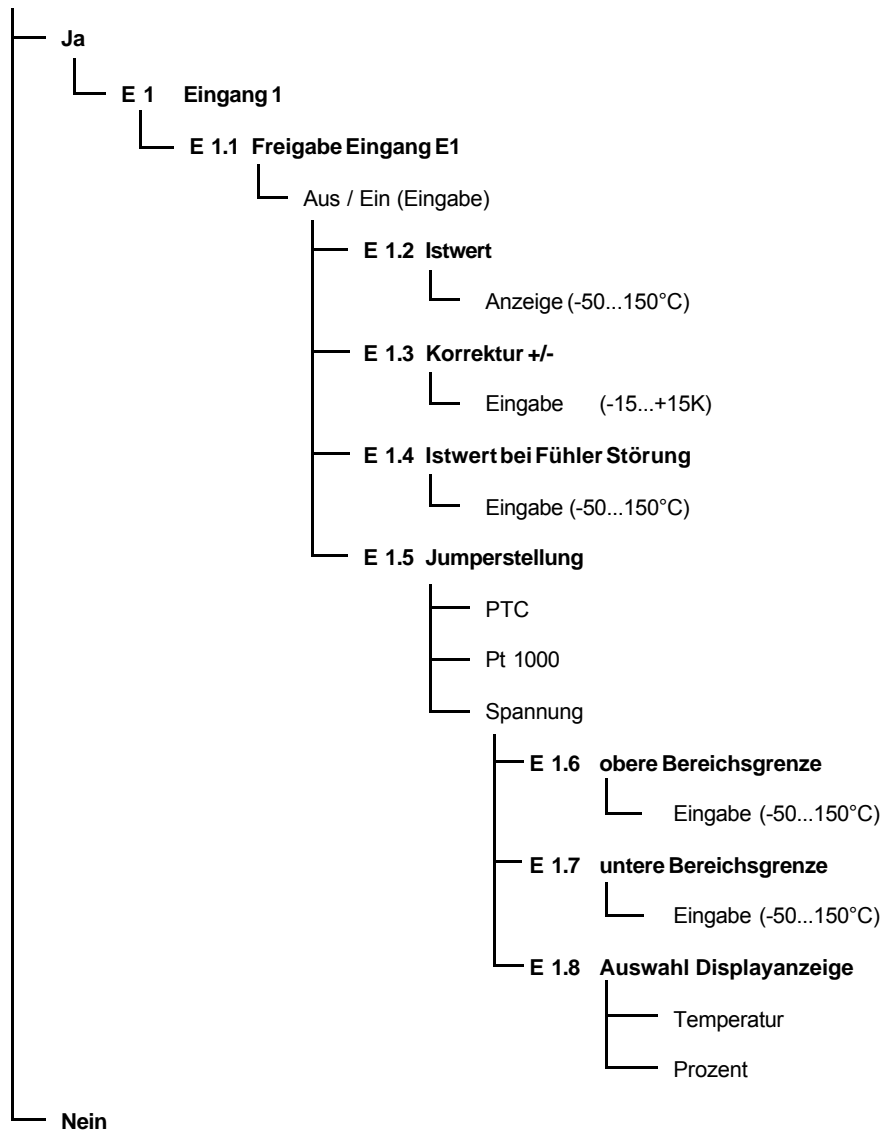 Ja
E 1 Eingang 1
E 1.1 Freigabe Eingang E1
Aus / Ein (Eingabe)
E 1.2 Istwert
Anzeige (-50...150°C)
E 1.3 Korrektur +/-
Eingabe (-15...+15K)
E 1.4 Istwert bei Fühler Störung
Eingabe (-50...150°C)
E 1.5 Jumperstellung
PTC
Pt 1000
Spannung
E 1.6 obere Bereichsgrenze
Eingabe (-50...150°C)
E 1.7 untere Bereichsgrenze
Eingabe (-50...150°C)
E 1.8 Auswahl Displayanzeige
Temperatur
Prozent
Nein